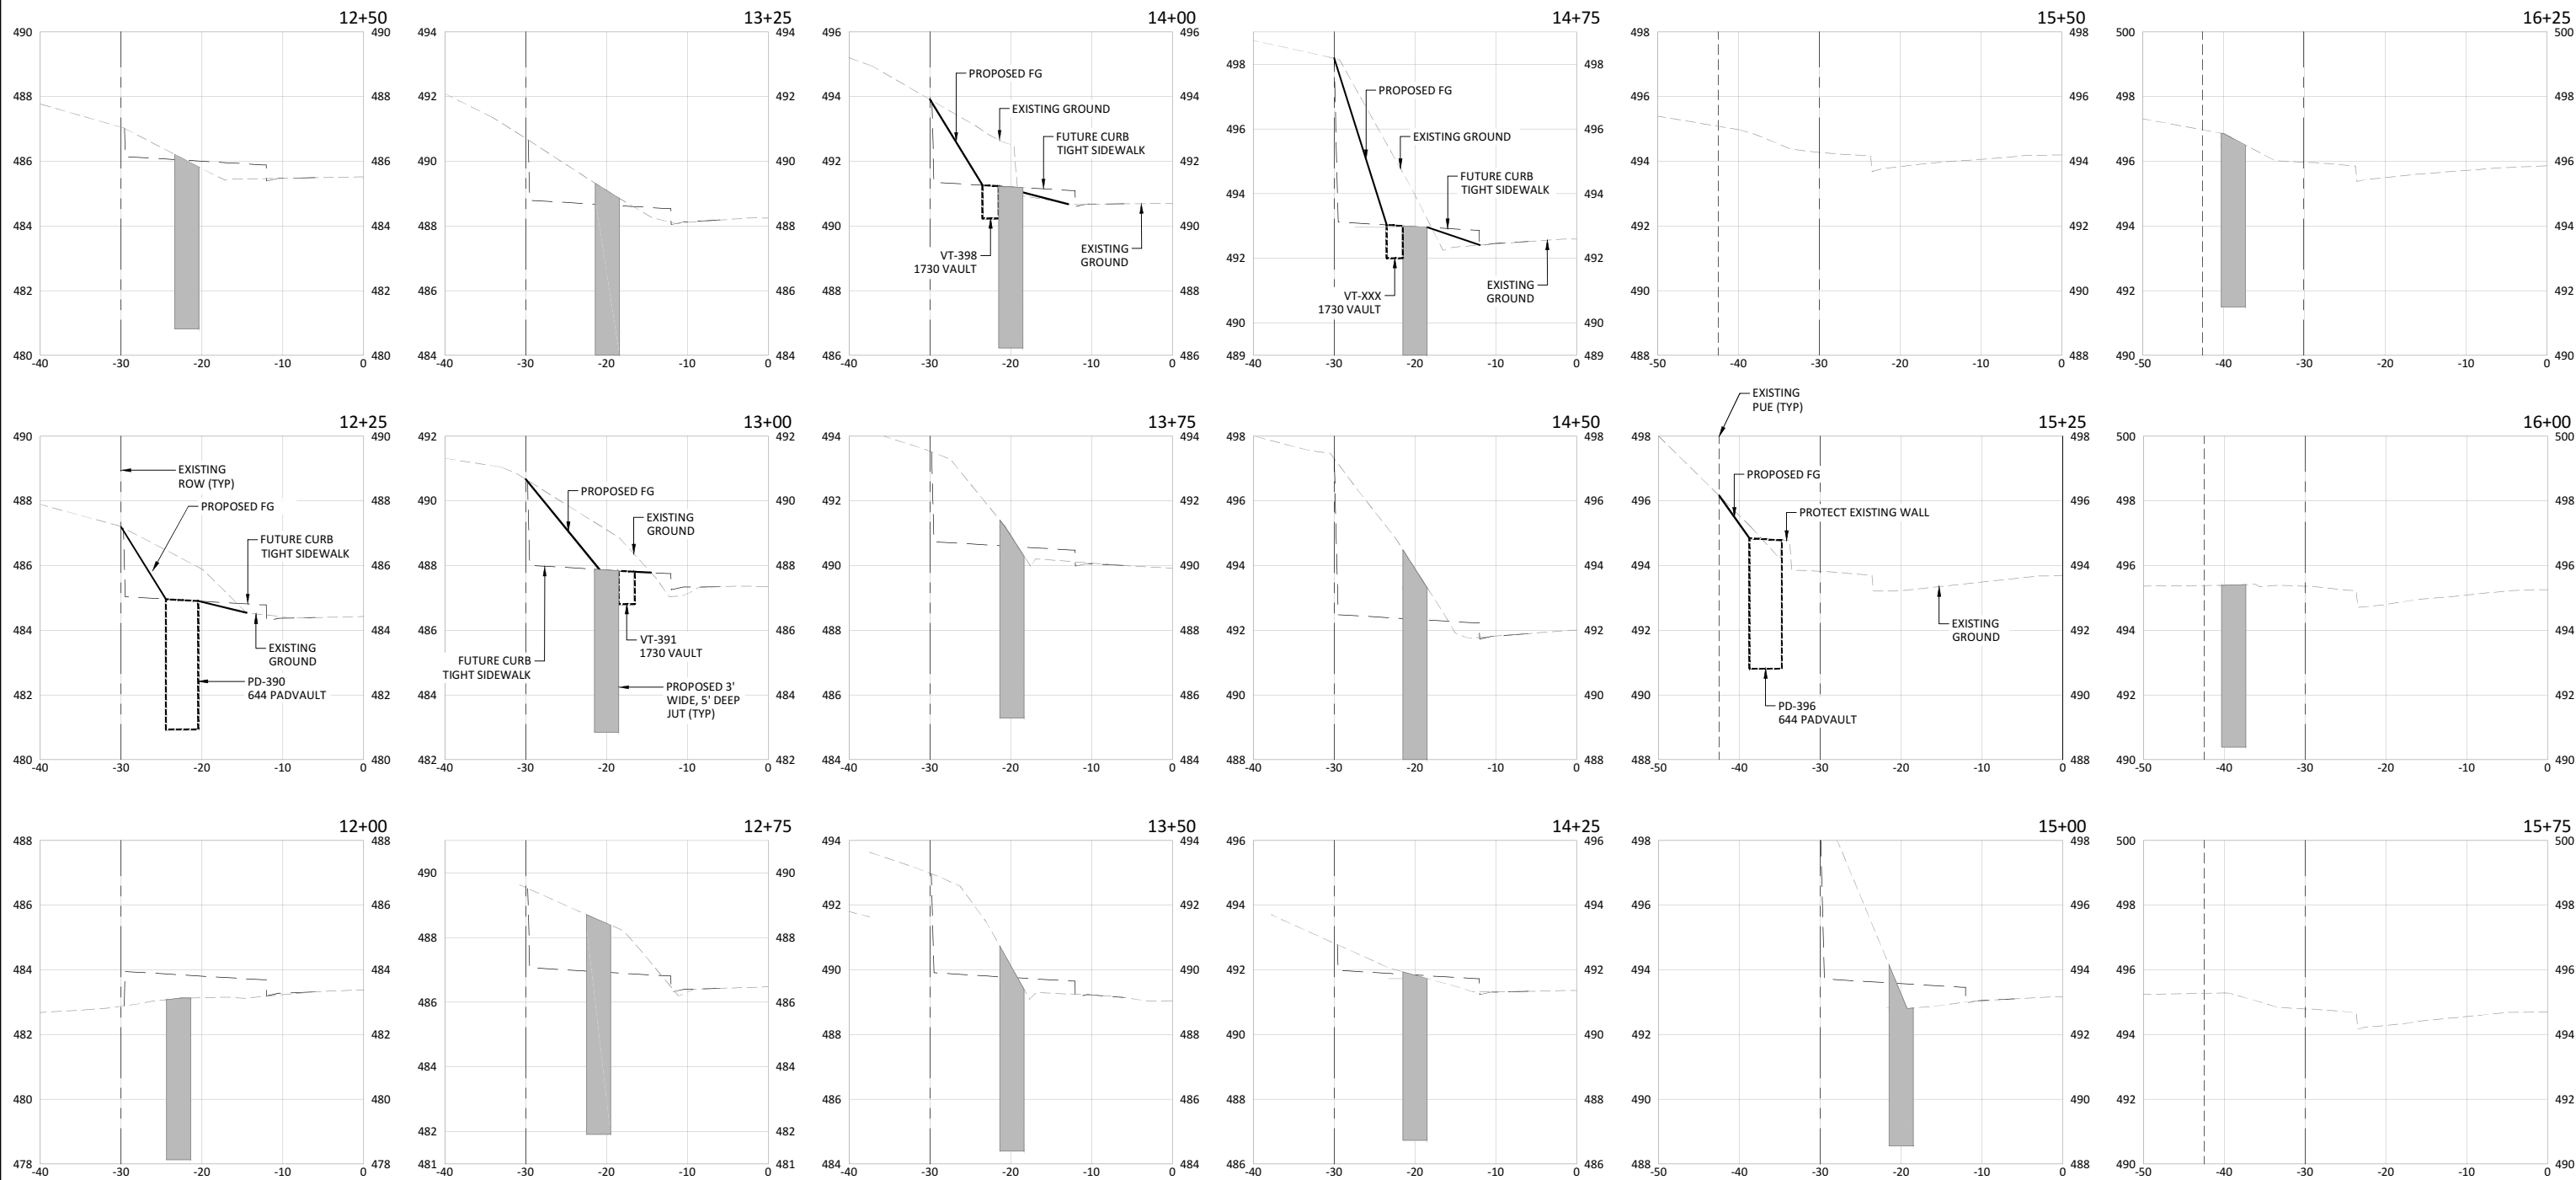 12+50
490 490
488 488
486 486
484 484
482 482
480 480
-40 -30 -20 -10 0
13+25
494 494
492 492
490 490
488 488
486 486
484 484
-40 -30 -20 -10 0
14+00
496 496
494 494
492 492
490 490
488 488
486 486
-40 -30 -20 -10 0
PROPOSED FG
EXISTING GROUND
FUTURE CURB
TIGHT SIDEWALK
VT-398
1730 VAULT
EXISTING
GROUND
14+75
498 498
496 496
494 494
492 492
490 490
489 489
-40 -30 -20 -10 0
PROPOSED FG
EXISTING GROUND
FUTURE CURB
TIGHT SIDEWALK
VT-XXX
1730 VAULT
EXISTING
GROUND
15+50
498 498
496 496
494 494
492 492
490 490
488 488
-50 -40 -30 -20 -10 0
16+25
500 500
498 498
496 496
494 494
492 492
490 490
-50 -40 -30 -20 -10 0
12+25
490 490
488 488
486 486
484 484
482 482
480 480
-40 -30 -20 -10 0
EXISTING
ROW (TYP)
PROPOSED FG
FUTURE CURB
TIGHT SIDEWALK
EXISTING
GROUND
PD-390
644 PADVAULT
13+00
492 492
490 490
488 488
486 486
484 484
482 482
-40 -30 -20 -10 0
PROPOSED FG
EXISTING
GROUND
VT-391
1730 VAULT
FUTURE CURB
TIGHT SIDEWALK
PROPOSED 3'
WIDE, 5' DEEP
JUT (TYP)
13+75
494 494
492 492
490 490
488 488
486 486
484 484
-40 -30 -20 -10 0
14+50
498 498
496 496
494 494
492 492
490 490
488 488
-40 -30 -20 -10 0
EXISTING
PUE (TYP)
15+25
498 498
496 496
494 494
492 492
490 490
488 488
-50 -40 -30 -20 -10 0
PROPOSED FG
PROTECT EXISTING WALL
EXISTING
GROUND
PD-396
644 PADVAULT
16+00
500 500
498 498
496 496
494 494
492 492
490 490
-50 -40 -30 -20 -10 0
12+00
488 488
486 486
484 484
482 482
480 480
478 478
-40 -30 -20 -10 0
12+75
490 490
488 488
486 486
484 484
482 482
481 481
-40 -30 -20 -10 0
13+50
494 494
492 492
490 490
488 488
486 486
484 484
-40 -30 -20 -10 0
14+25
496 496
494 494
492 492
490 490
488 488
486 486
-40 -30 -20 -10 0
15+00
498 498
496 496
494 494
492 492
490 490
488 488
-50 -40 -30 -20 -10 0
15+75
500 500
498 498
496 496
494 494
492 492
490 490
-50 -40 -30 -20 -10 0